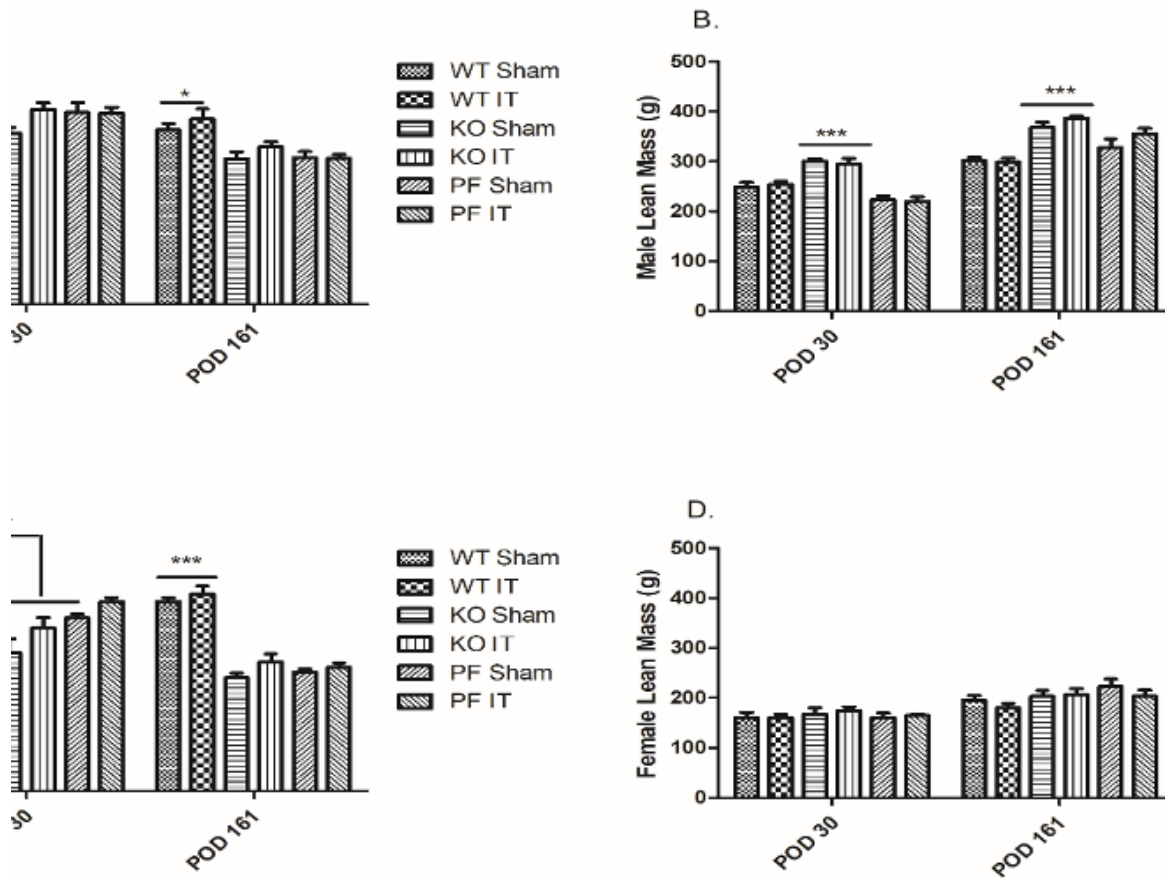 *
WT Sham
WT IT
KO Sham
KO IT
PF Sham
PF IT
30
POD 161
B.
Male Lean Mass (g)
500
400
300
200
100
0
***
***
POD 30
POD 161
***
WT Sham
WT IT
KO Sham
KO IT
PF Sham
PF IT
30
POD 161
D.
Female Lean Mass (g)
500
400
300
200
100
0
POD 30
POD 161